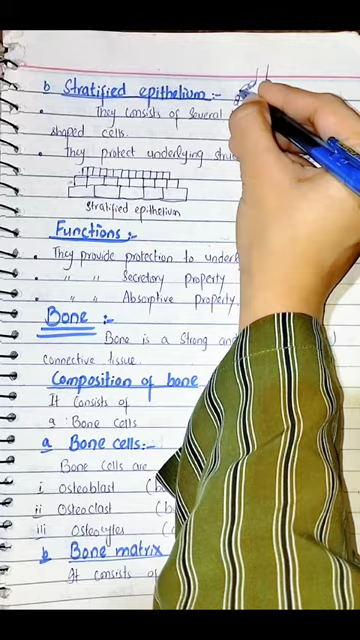 b Stratified epithelium :-
• They consists of several
shaped cells.
• They protect underlying
Stratified epithelium
Functions :-
• They provide protection to
• " " Secretory Property
• " " Absorptive property.
Bone :-
Bone is a strong
connective tissue.
Composition of bone
It consists of
a Bone cells
a Bone cells:-
Bone cells are
i Osteoblast
ii Osteoclast
iii Osteocytes
b Bone matrix
It consists of